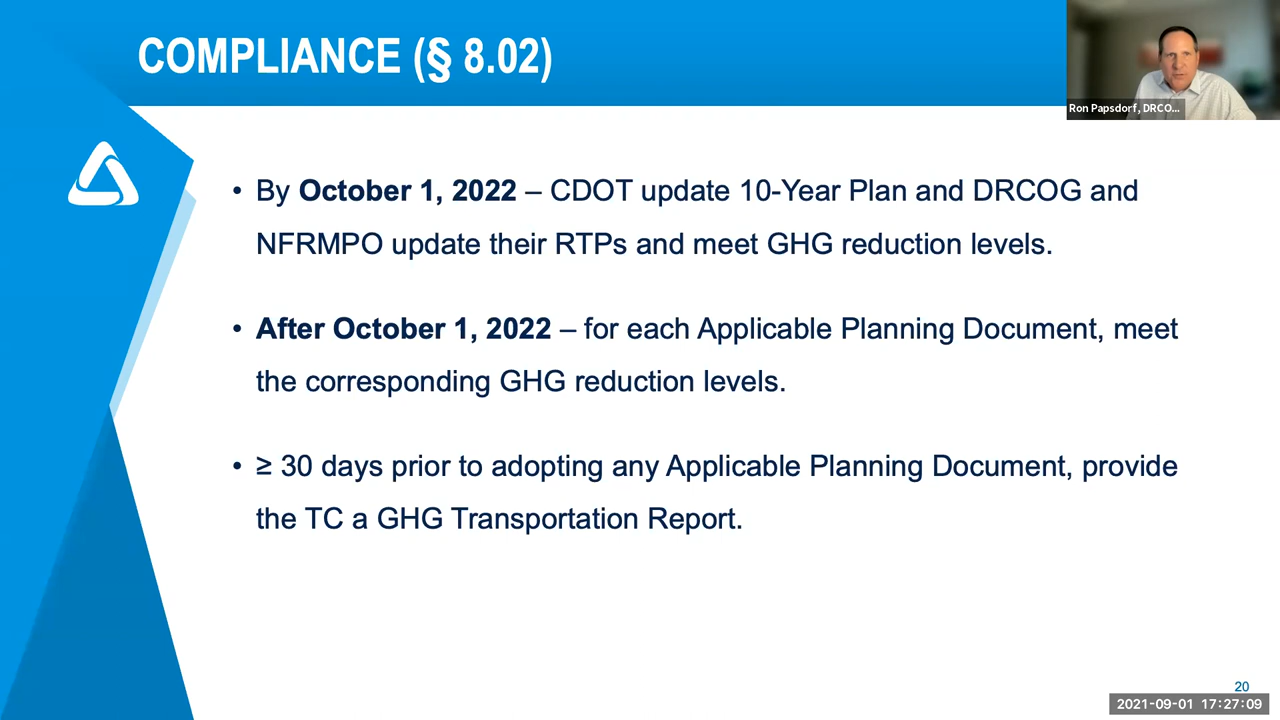 COMPLIANCE (§ 8.02)
Ron Papsdorf, DRCO...
• By October 1, 2022 – CDOT update 10-Year Plan and DRCOG and
NFRMPO update their RTPs and meet GHG reduction levels.
• After October 1, 2022 – for each Applicable Planning Document, meet
the corresponding GHG reduction levels.
• ≥ 30 days prior to adopting any Applicable Planning Document, provide
the TC a GHG Transportation Report.
20
2021-09-01 17:27:09